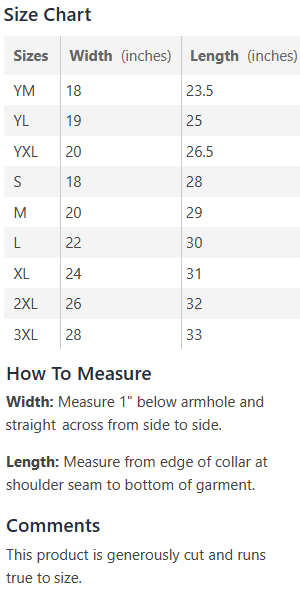 Size Chart
Sizes Width (inches) Length (inches)
YM 18 23.5
YL 19 25
YXL 20 26.5
S 18 28
M 20 29
L 22 30
XL 24 31
2XL 26 32
3XL 28 33
How To Measure
Width: Measure 1" below armhole and
straight across from side to side.
Length: Measure from edge of collar at
shoulder seam to bottom of garment.
Comments
This product is generously cut and runs
true to size.